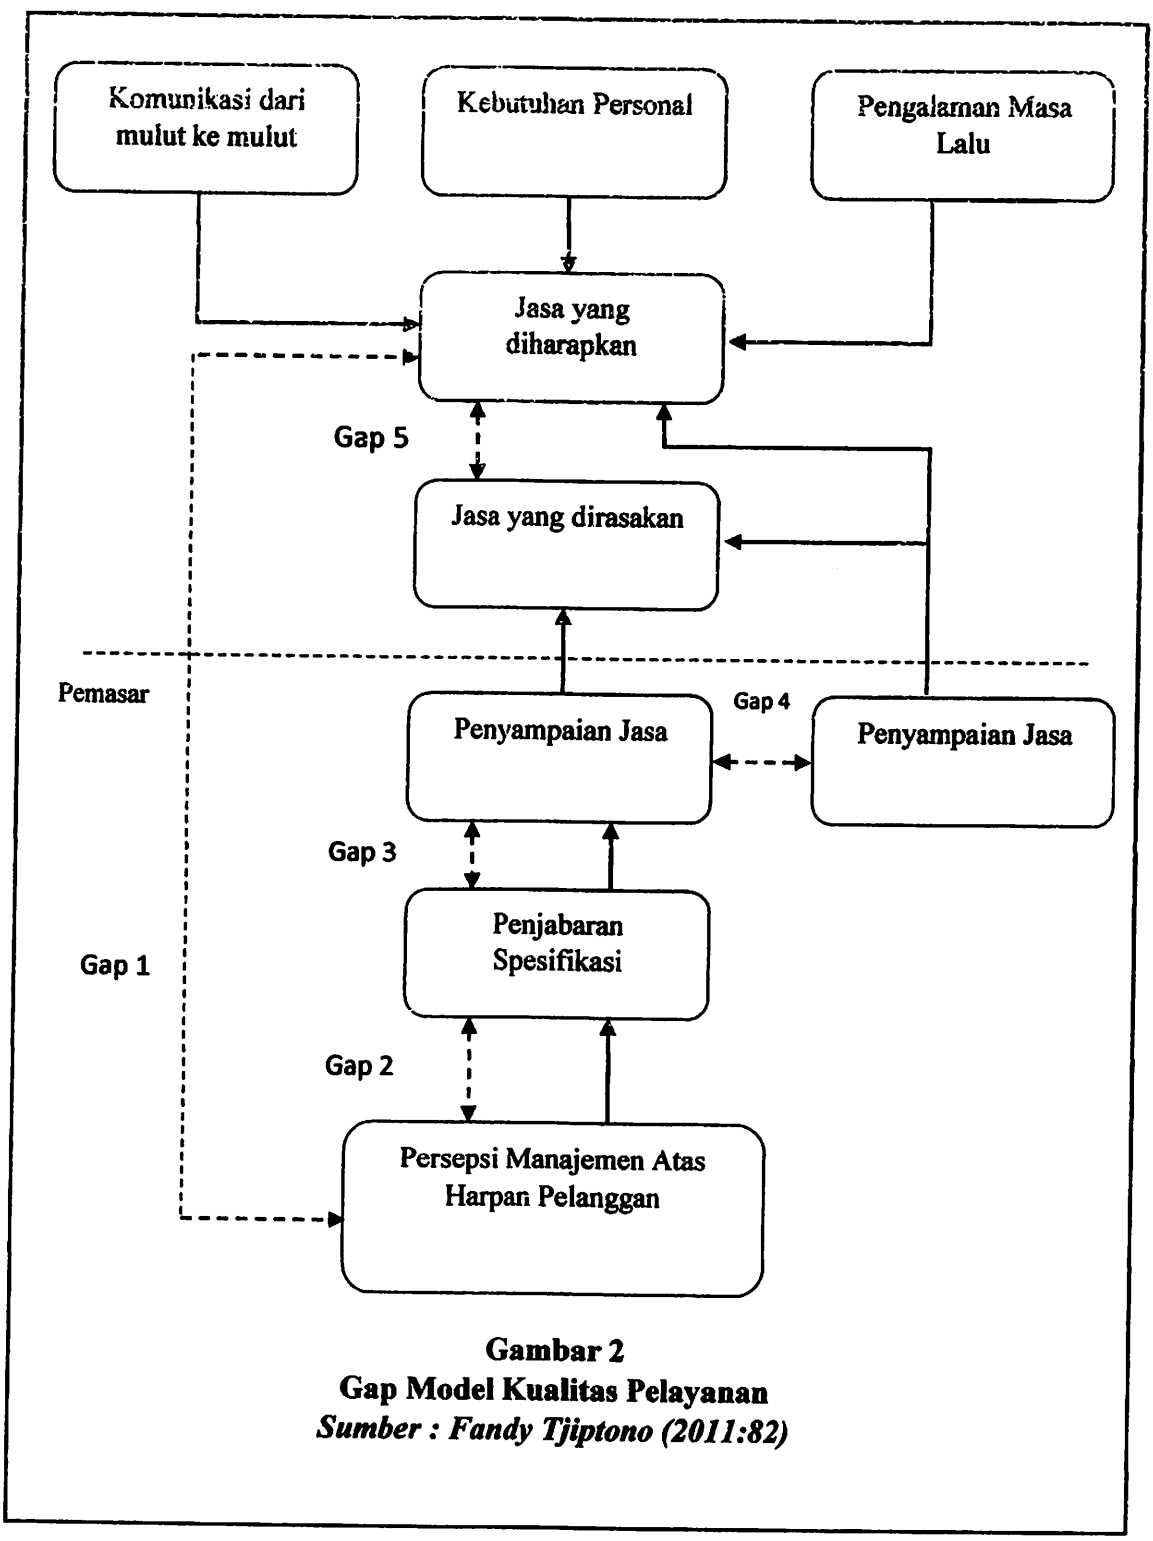 Komunikasi dari
mulut ke mulut
Kebutuhan Personal
Pengalaman Masa
Lalu
Jasa yang
diharapkan
Gap 5
Jasa yang dirasakan
Pemasar
Penyampaian Jasa
Gap 4
Penyampaian Jasa
Gap 3
Penjabaran
Spesifikasi
Gap 1
Gap 2
Persepsi Manajemen Atas
Harpan Pelanggan
Gambar 2
Gap Model Kualitas Pelayanan
Sumber : Fandy Tjiptono (2011:82)